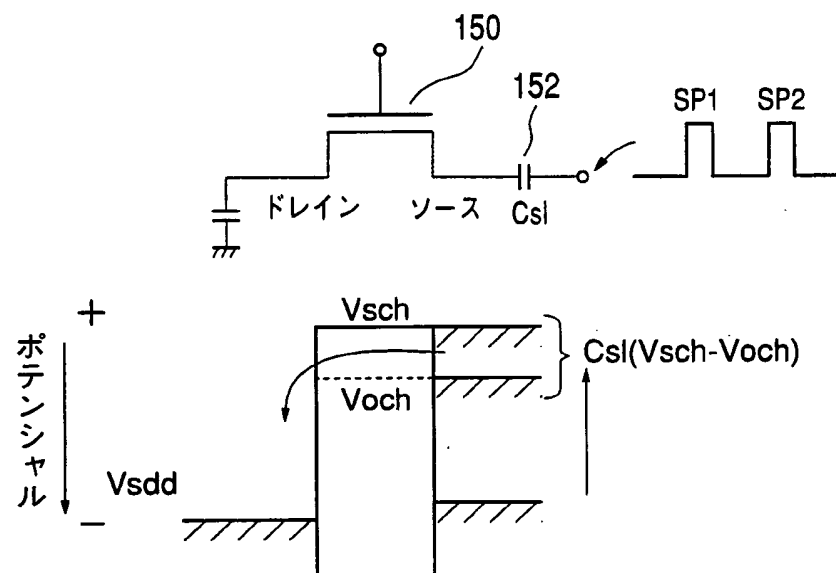 150
152
SP1
SP2
ドレイン
ソース
Csl
+
Vsch
Csl(Vsch-Voch)
Voch
ポテンシャル
Vsdd
−